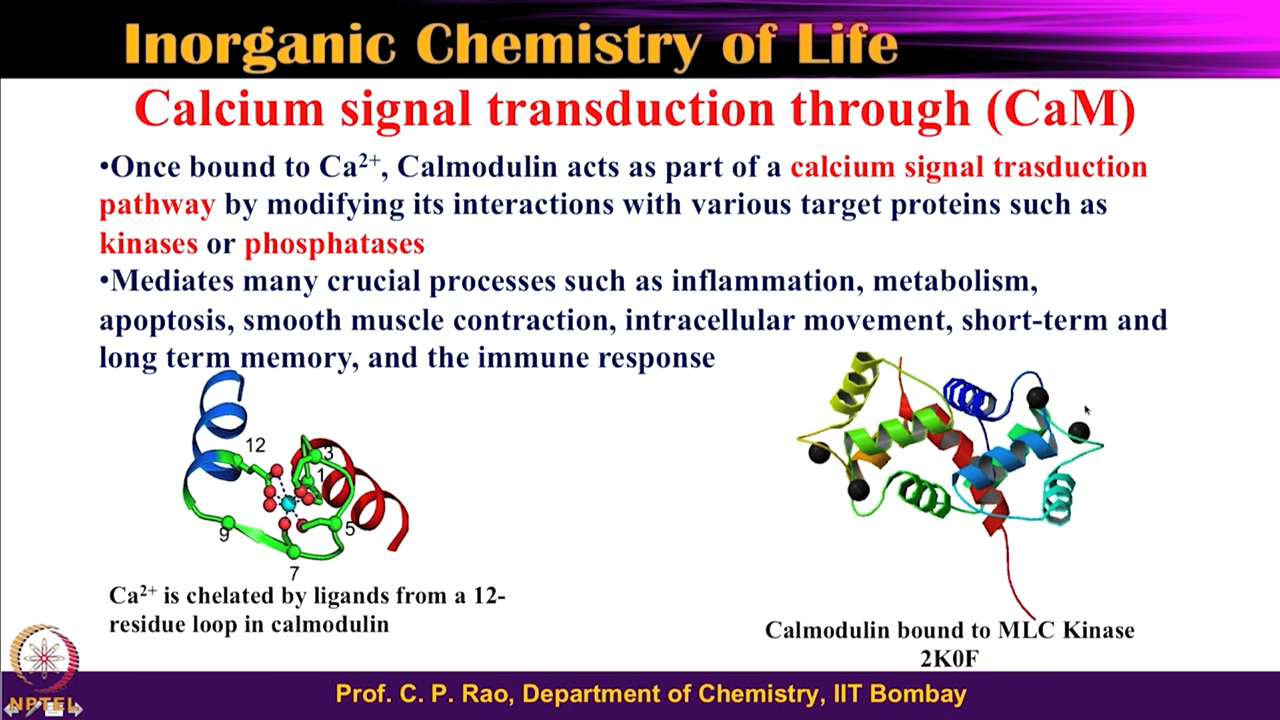 Inorganic Chemistry of Life
Calcium signal transduction through (CaM)
•Once bound to Ca²⁺, Calmodulin acts as part of a calcium signal trasduction
pathway by modifying its interactions with various target proteins such as
kinases or phosphatases
•Mediates many crucial processes such as inflammation, metabolism,
apoptosis, smooth muscle contraction, intracellular movement, short-term and
long term memory, and the immune response
12
3
1
5
9
7
Ca²⁺ is chelated by ligands from a 12-
residue loop in calmodulin
Calmodulin bound to MLC Kinase
2K0F
NPTEL
Prof. C. P. Rao, Department of Chemistry, IIT Bombay